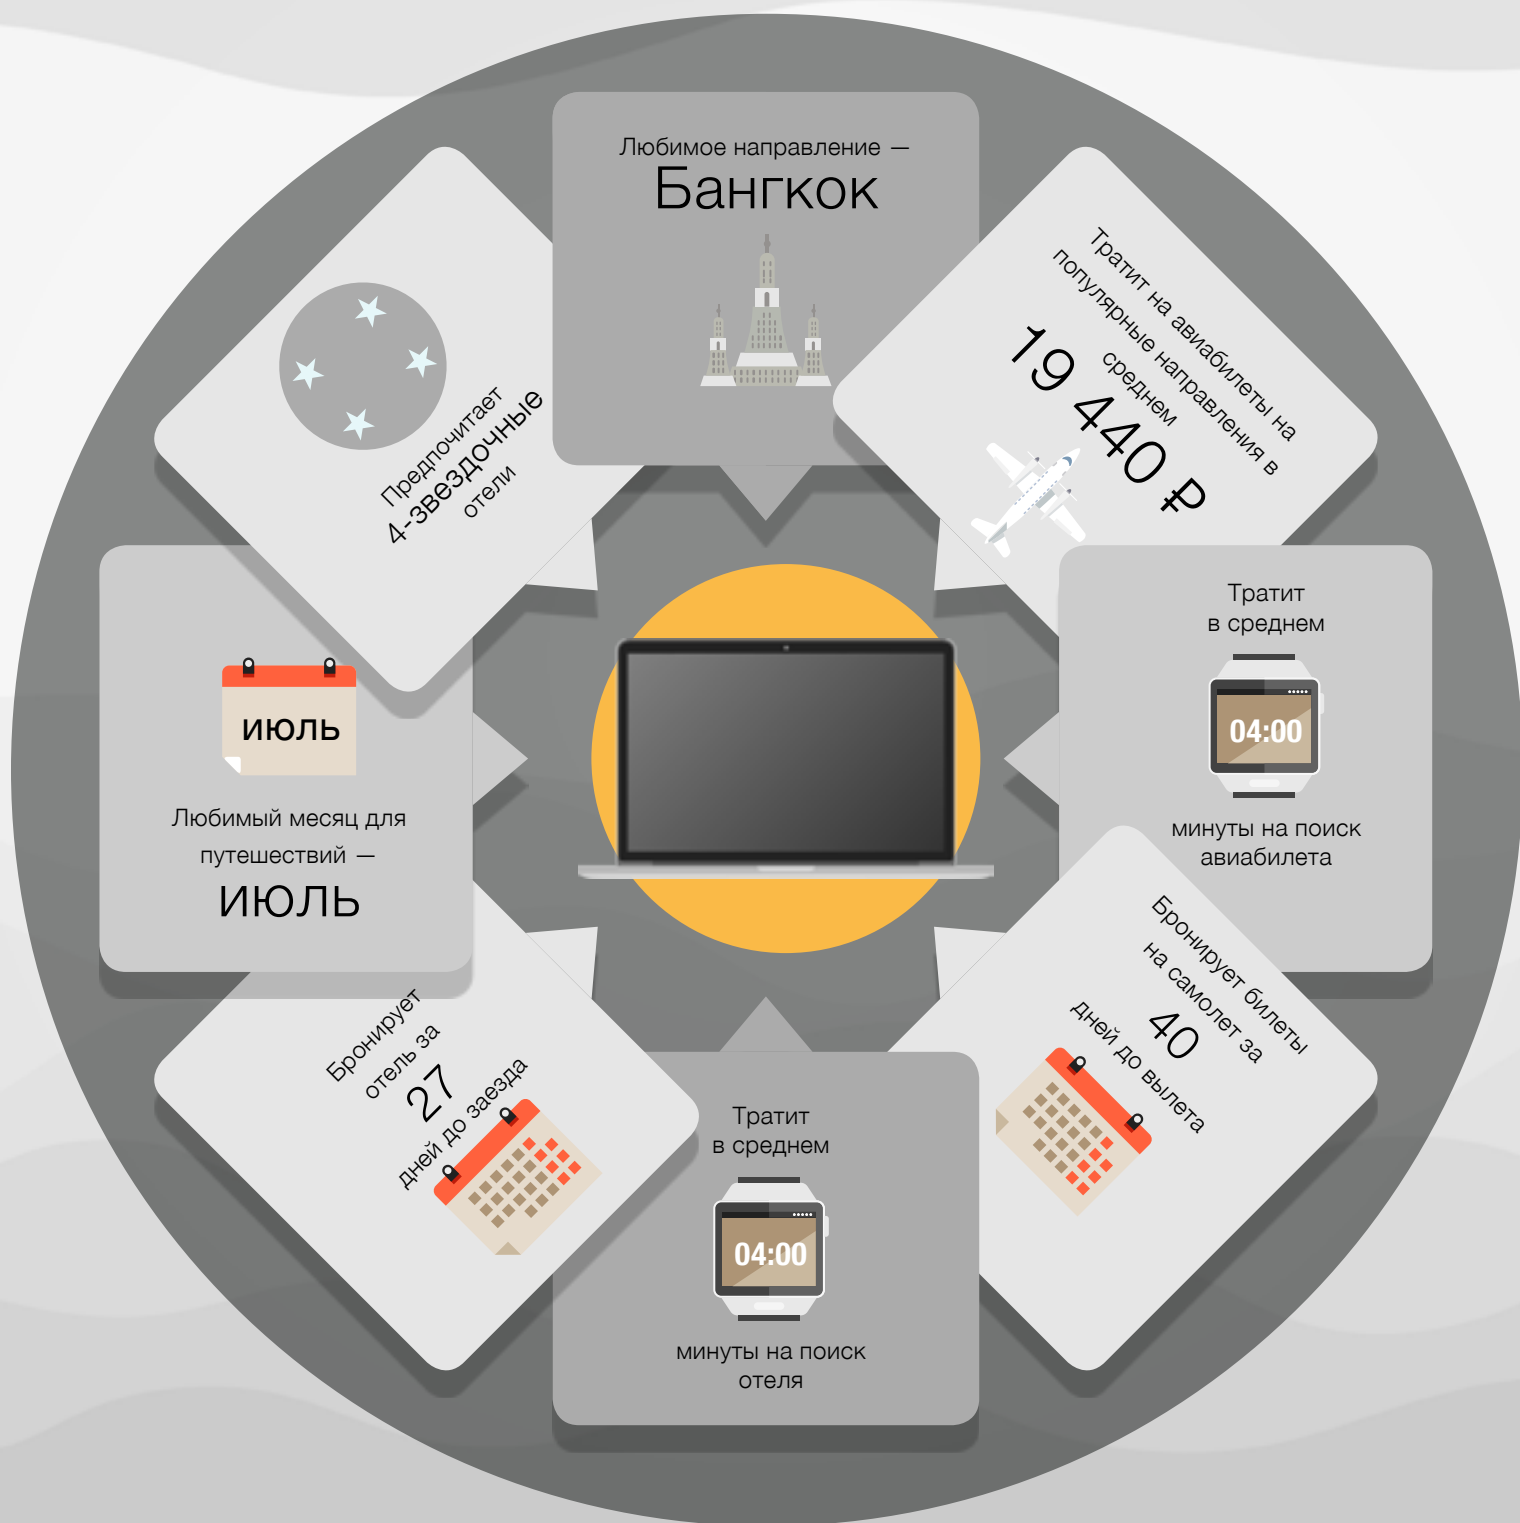 Любимое направление —
Бангкок
Тратит на авиабилеты на
популярные направления в
среднем
19 440 ₽
Тратит
в среднем
04:00
минуты на поиск
авиабилета
Бронирует билеты
на самолет за
40
дней до вылета
Тратит
в среднем
04:00
минуты на поиск
отеля
Бронирует
отель за
27
дней до заезда
ИЮЛЬ
Любимый месяц для
путешествий —
ИЮЛЬ
Предпочитает
4-звездочные
отели